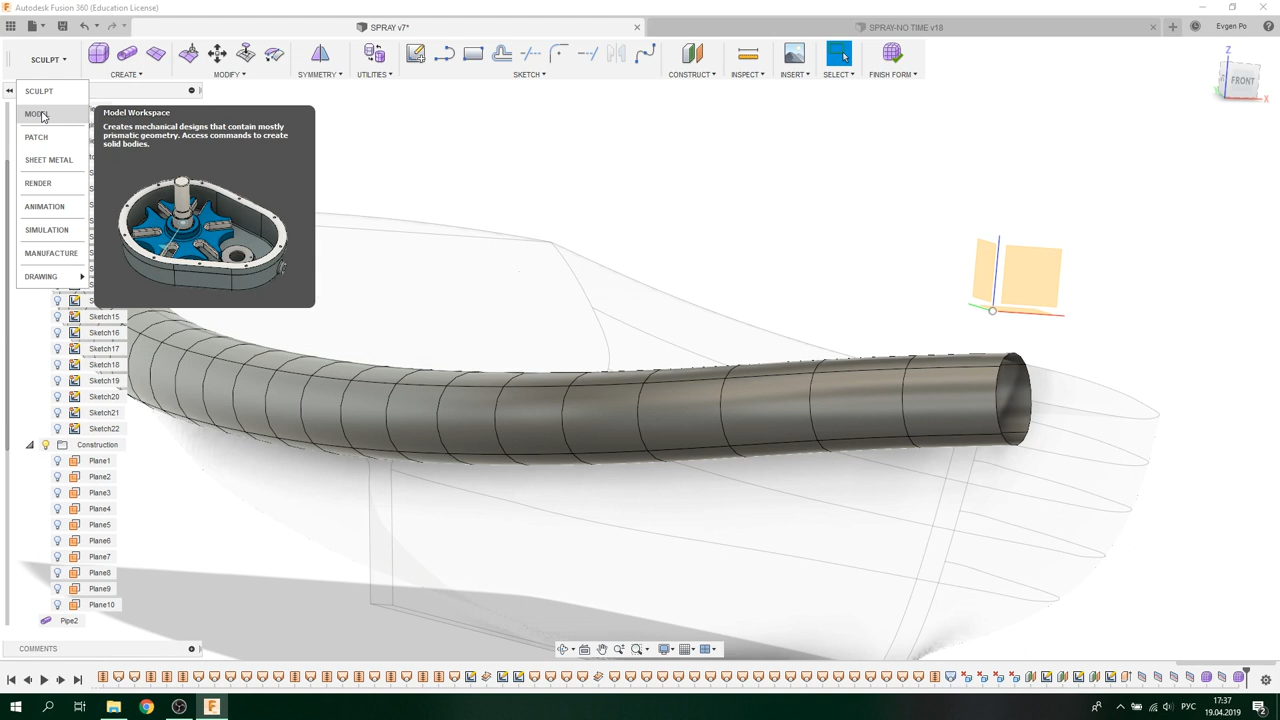 Autodesk Fusion 360 (Education License)
SPRAY v7*
SPRAY-NO TIME v18
Evgen Po
SCULPT
CREATE
MODIFY
SYMMETRY
UTILITIES
SKETCH
CONSTRUCT
INSPECT
INSERT
SELECT
FINISH FORM
SCULPT
MODEL
PATCH
SHEET METAL
RENDER
ANIMATION
SIMULATION
MANUFACTURE
DRAWING
Model Workspace
Creates mechanical designs that contain mostly
prismatic geometry. Access commands to create
solid bodies.
Z
FRONT
X
Sketch15
Sketch16
Sketch17
Sketch18
Sketch19
Sketch20
Sketch21
Sketch22
Construction
Plane1
Plane2
Plane3
Plane4
Plane5
Plane6
Plane7
Plane8
Plane9
Plane10
Pipe2
COMMENTS
РУС
17:37
19.04.2019
2